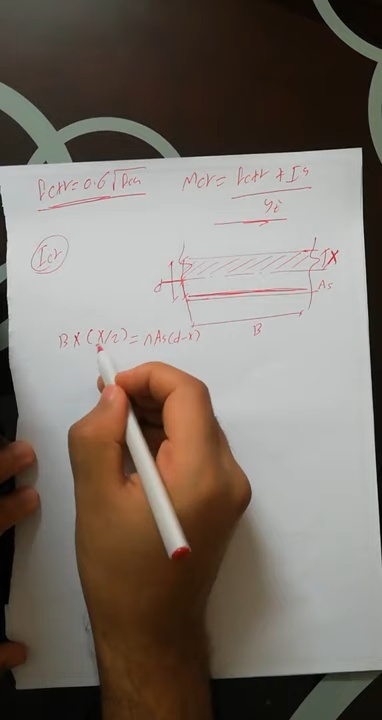 Fctr = 0.6√Fcu
Mcr = Fctr * Ig
yt
Icr
X
d
As
B
B X (X/2) = n As (d-x)